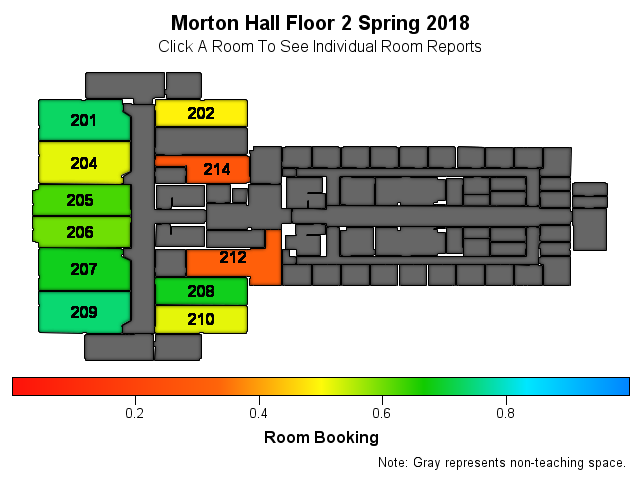 Morton Hall Floor 2 Spring 2018
Click A Room To See Individual Room Reports
201
202
204
214
205
206
212
207
208
209
210
0.2 0.4 0.6 0.8
Room Booking
Note: Gray represents non-teaching space.